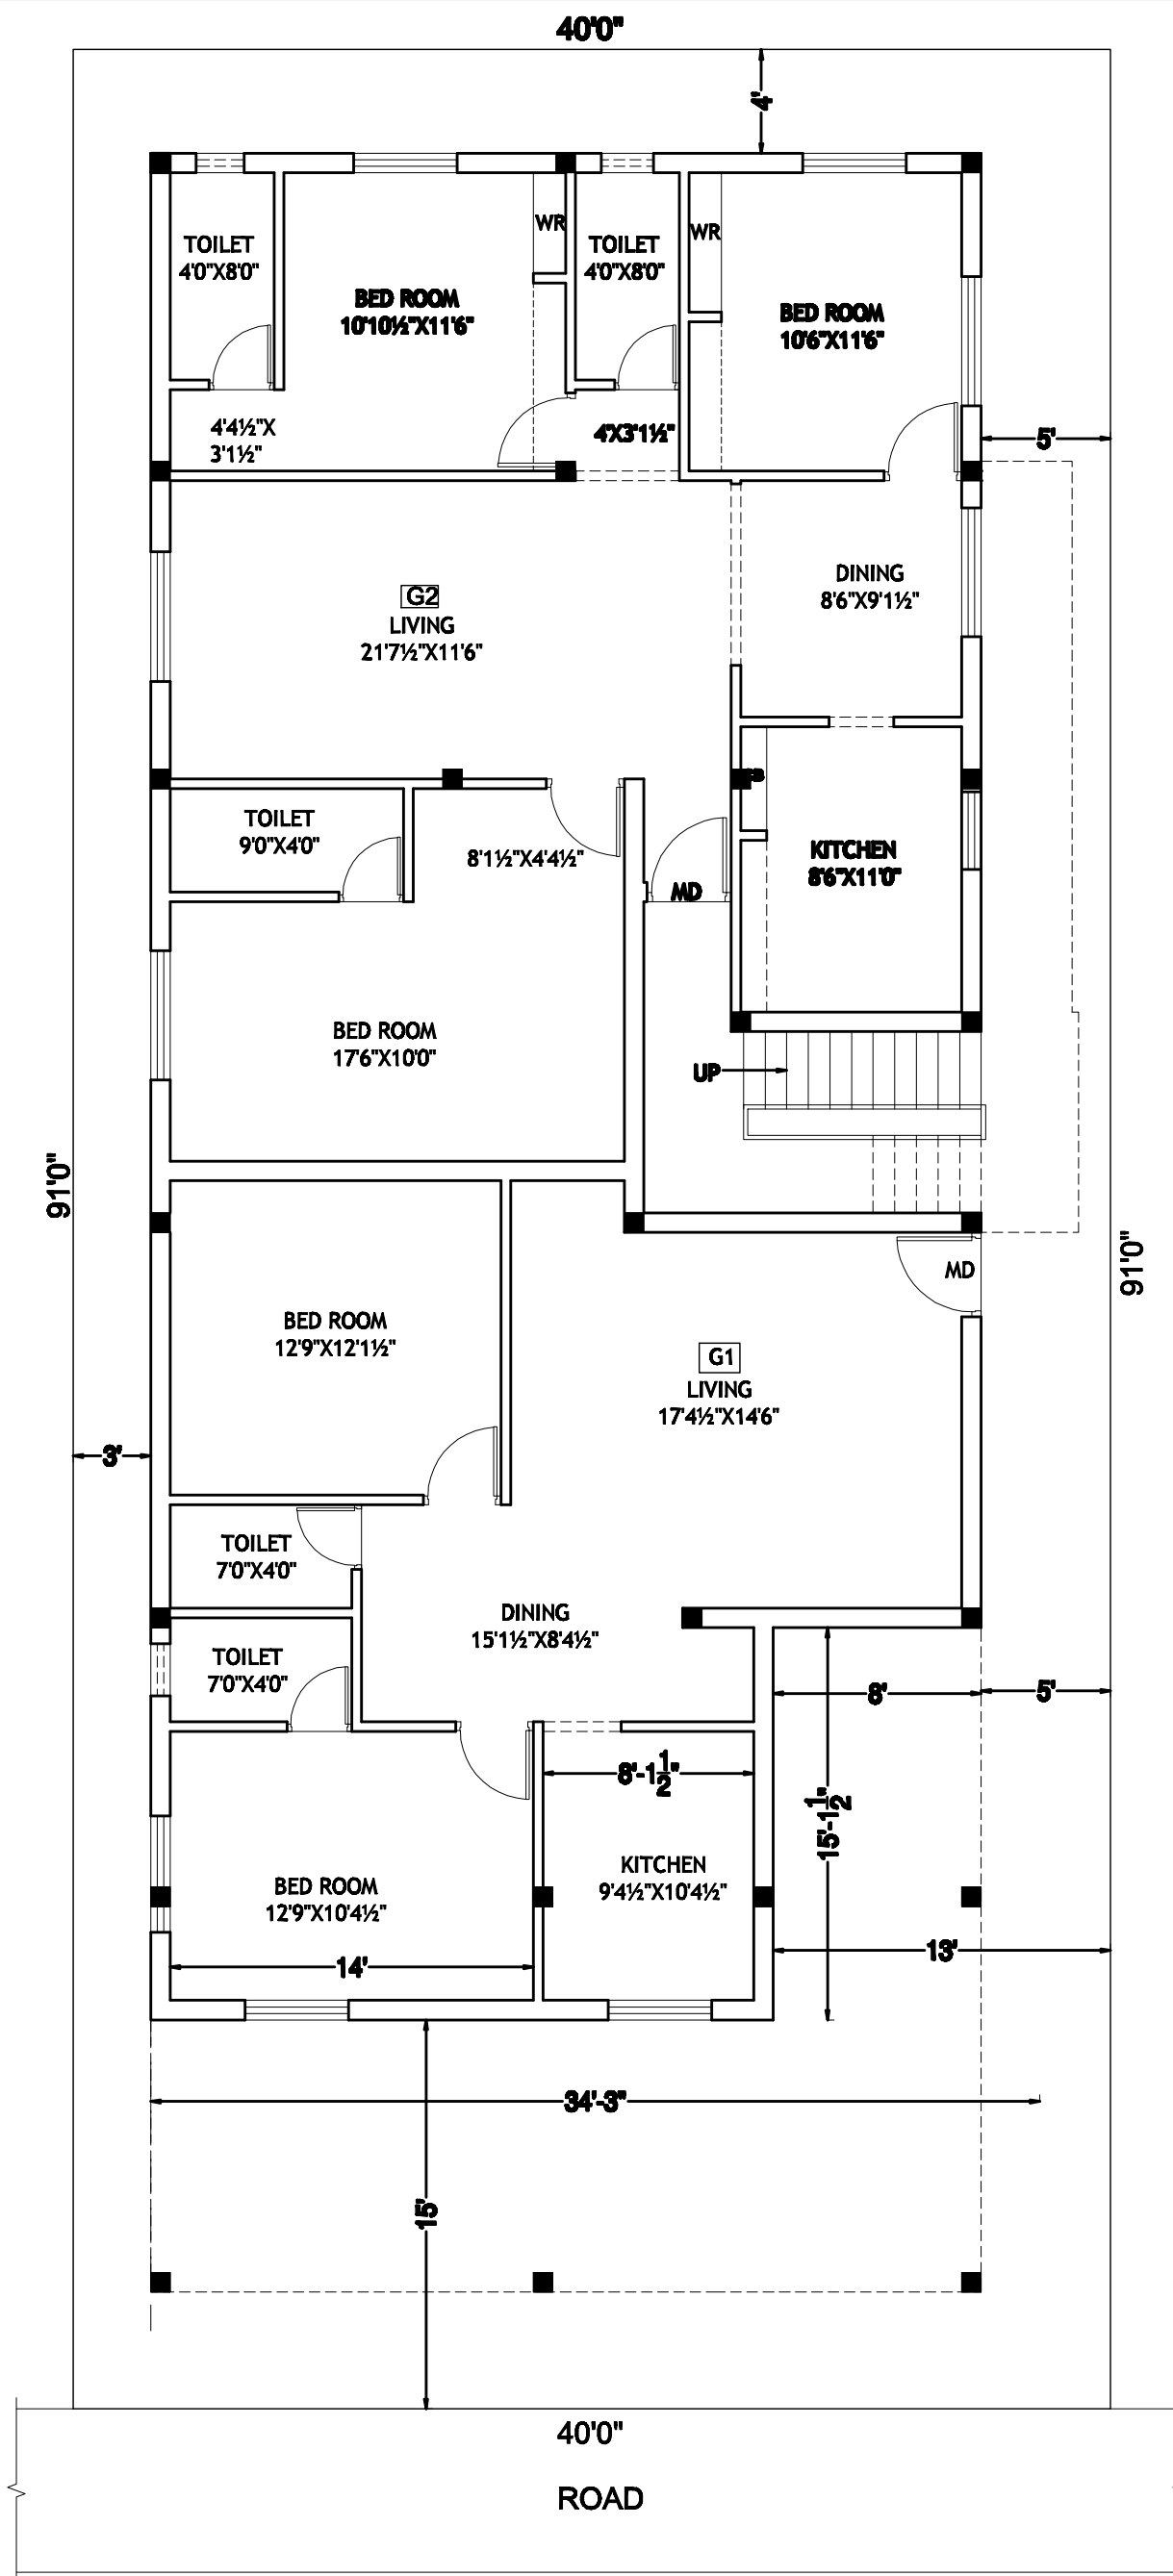 40'0"
4'
WR
TOILET
4'0"X8'0"
WR
TOILET
4'0"X8'0"
BED ROOM
10'10½"X11'6"
BED ROOM
10'6"X11'6"
4'4½"X
3'1½"
4'X3'1½"
5'
DINING
8'6"X9'1½"
G2
LIVING
21'7½"X11'6"
TOILET
9'0"X4'0"
8'1½"X4'4½"
KITCHEN
8'6"X11'0"
MD
BED ROOM
17'6"X10'0"
UP
91'0"
91'0"
MD
BED ROOM
12'9"X12'1½"
G1
LIVING
17'4½"X14'6"
3'
TOILET
7'0"X4'0"
DINING
15'1½"X8'4½"
TOILET
7'0"X4'0"
8'
5'
8'-1½"
15'-1½"
KITCHEN
9'4½"X10'4½"
BED ROOM
12'9"X10'4½"
13'
14'
34'-3"
15'
40'0"
ROAD